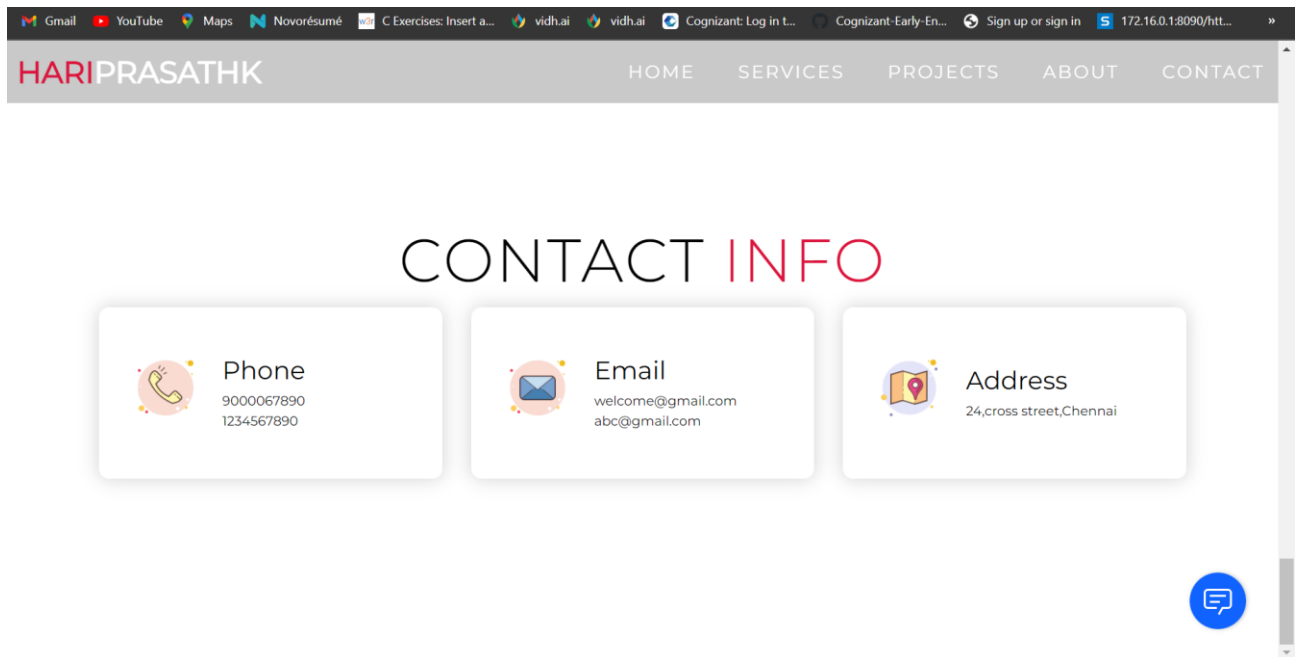 Gmail YouTube Maps Novorésumé w3r C Exercises: Insert a... vidh.ai vidh.ai Cognizant: Log in t... Cognizant-Early-En... Sign up or sign in S 172.16.0.1:8090/htt... »
HARIPRASATHK HOME SERVICES PROJECTS ABOUT CONTACT
CONTACT INFO
Phone
9000067890
1234567890
Email
welcome@gmail.com
abc@gmail.com
Address
24,cross street,Chennai